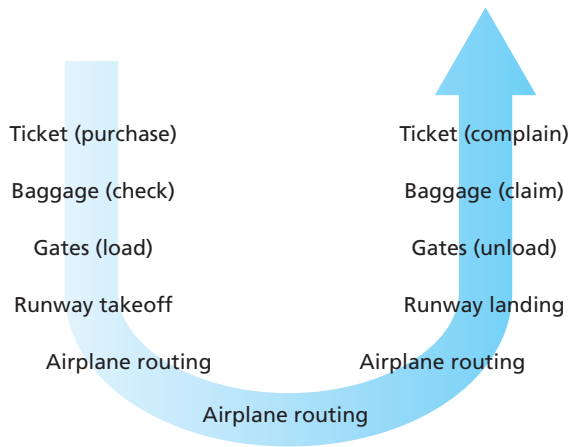 Ticket (purchase)
Baggage (check)
Gates (load)
Runway takeoff
Airplane routing
Airplane routing
Airplane routing
Runway landing
Gates (unload)
Baggage (claim)
Ticket (complain)